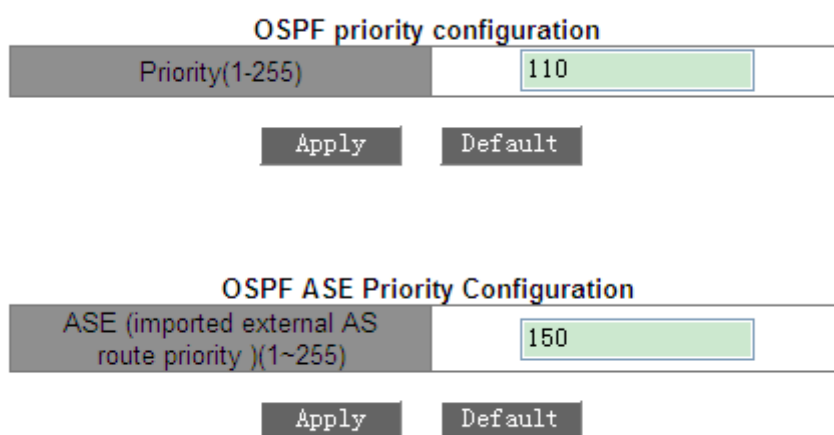 OSPF priority configuration
Priority(1-255)
110
Apply
Default
OSPF ASE Priority Configuration
ASE (imported external AS
route priority )(1~255)
150
Apply
Default